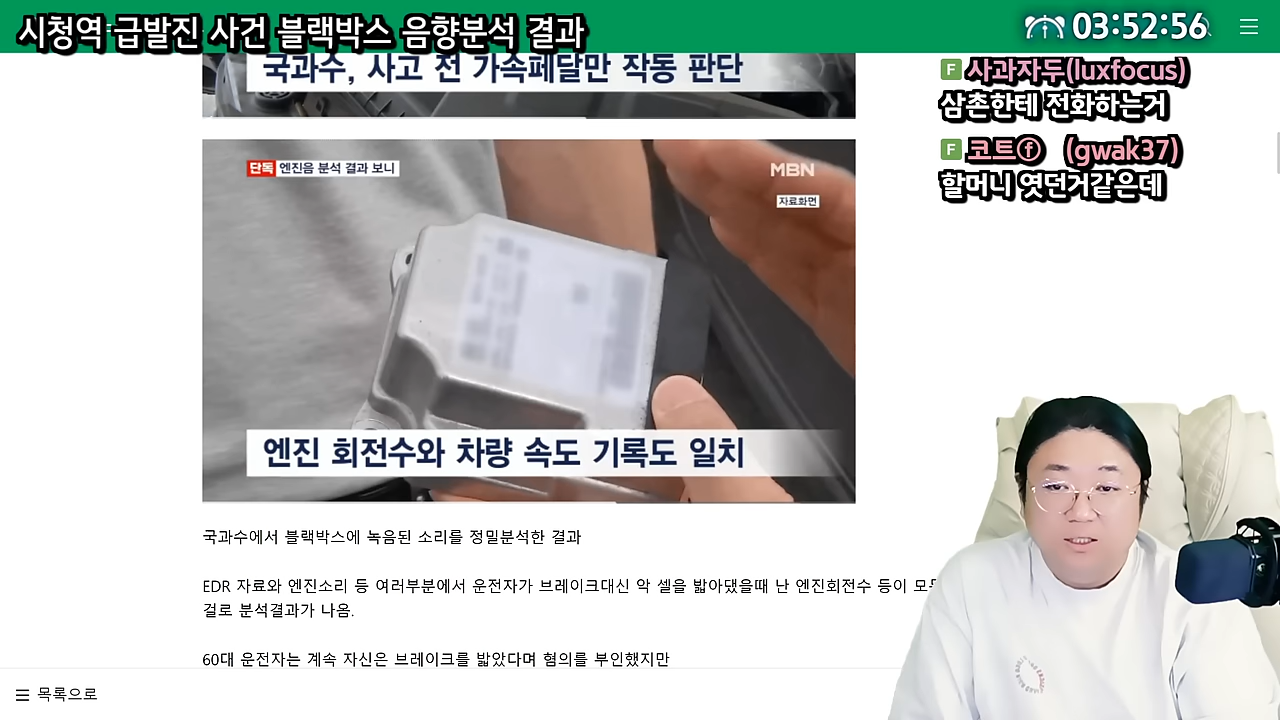 시청역 급발진 사건 블랙박스 음향분석 결과
03:52:56
국과수, 사고 전 가속페달만 작동 판단
F 사과자두(luxfocus)
삼촌한테 전화하는거
F 코트ⓕ (gwak37)
할머니 엿던거같은데
단독 엔진음 분석 결과 보니
MBN
자료화면
엔진 회전수와 차량 속도 기록도 일치
국과수에서 블랙박스에 녹음된 소리를 정밀분석한 결과
EDR 자료와 엔진소리 등 여러부분에서 운전자가 브레이크대신 악 셀을 밟아댔을때 난 엔진회전수 등이
걸로 분석결과가 나옴.
60대 운전자는 계속 자신은 브레이크를 밟았다며 혐의를 부인했지만
목록으로